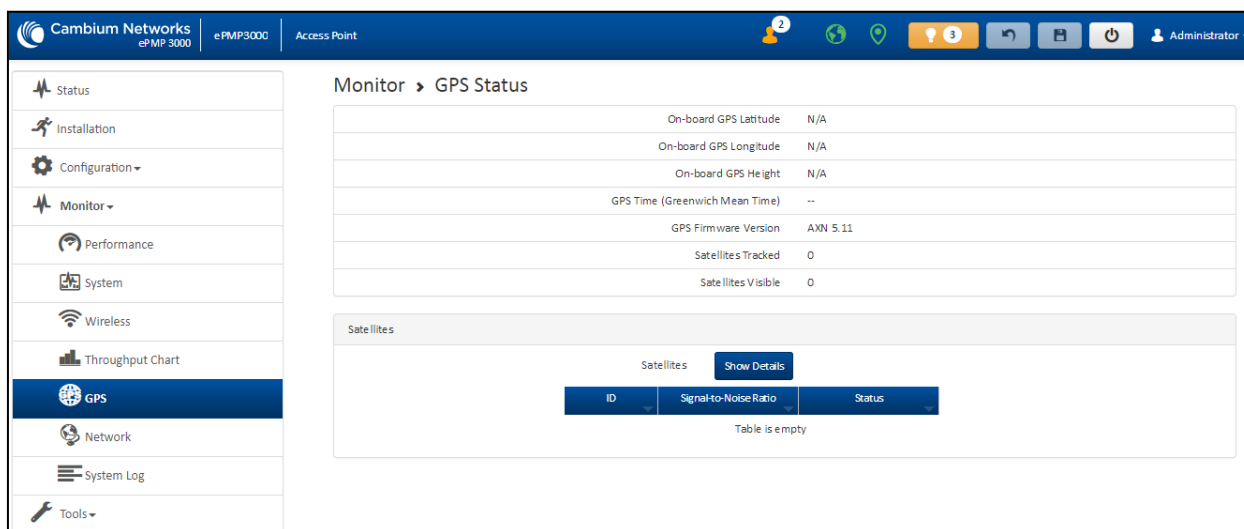 Cambium Networks
ePMP 3000
ePMP3000
Access Point
2
3
Administrator
Status
Installation
Configuration
Monitor
Performance
System
Wireless
Throughput Chart
GPS
Network
System Log
Tools
Monitor > GPS Status
On-board GPS Latitude N/A
On-board GPS Longitude N/A
On-board GPS Height N/A
GPS Time (Greenwich Mean Time) --
GPS Firmware Version AXN 5.11
Satellites Tracked 0
Satellites Visible 0
Satellites
Satellites Show Details
ID Signal-to-Noise Ratio Status
Table is empty